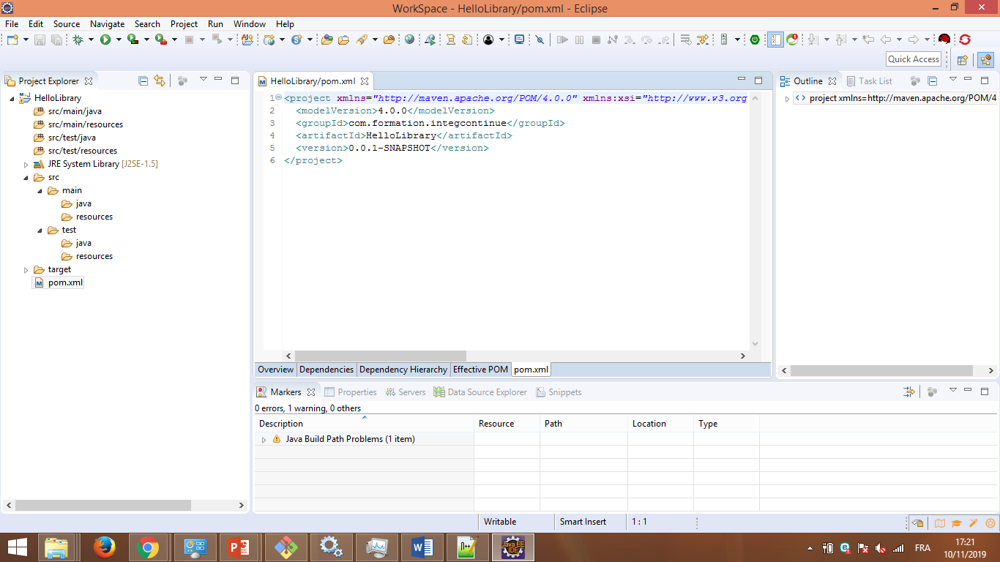 WorkSpace - HelloLibrary/pom.xml - Eclipse
File Edit Source Navigate Search Project Run Window Help
Quick Access
Project Explorer
HelloLibrary
src/main/java
src/main/resources
src/test/java
src/test/resources
JRE System Library [J2SE-1.5]
src
main
java
resources
test
java
resources
target
pom.xml
HelloLibrary/pom.xml
1 <project xmlns="http://maven.apache.org/POM/4.0.0" xmlns:xsi="http://www.w3.org
2 <modelVersion>4.0.0</modelVersion>
3 <groupId>com.formation.integcontinue</groupId>
4 <artifactId>HelloLibrary</artifactId>
5 <version>0.0.1-SNAPSHOT</version>
6 </project>
Overview Dependencies Dependency Hierarchy Effective POM pom.xml
Outline Task List
project xmlns=http://maven.apache.org/POM/4
Markers Properties Servers Data Source Explorer Snippets
0 errors, 1 warning, 0 others
Description Resource Path Location Type
Java Build Path Problems (1 item)
Writable Smart Insert 1 : 1
Java EE
IDE
FRA
17:21
10/11/2019